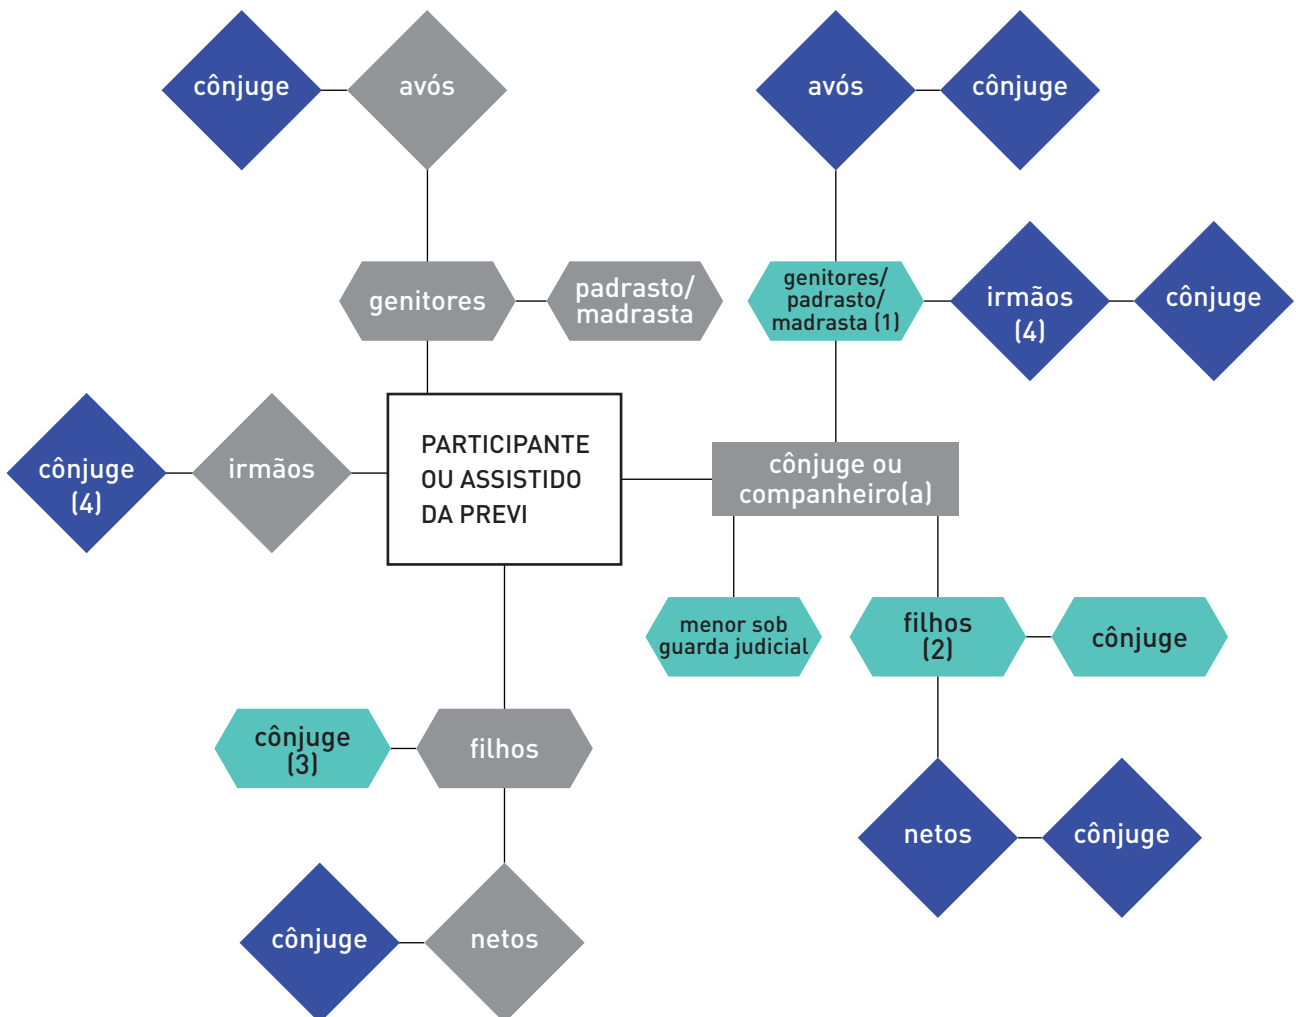 cônjuge
avós
avós
cônjuge
genitores
padrasto/
madrasta
genitores/
padrasto/
madrasta (1)
irmãos
(4)
cônjuge
cônjuge
(4)
irmãos
PARTICIPANTE
OU ASSISTIDO
DA PREVI
cônjuge ou
companheiro(a)
menor sob
guarda judicial
filhos
(2)
cônjuge
cônjuge
(3)
filhos
netos
cônjuge
cônjuge
netos